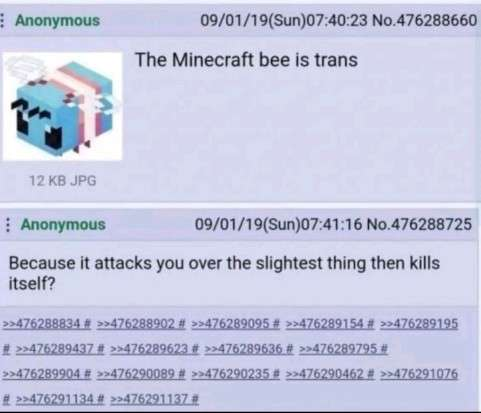 Anonymous 09/01/19(Sun)07:40:23 No.476288660
The Minecraft bee is trans
12 KB JPG
Anonymous 09/01/19(Sun)07:41:16 No.476288725
Because it attacks you over the slightest thing then kills
itself?
>>476288834 # >>476288902 # >>476289095 # >>476289154 # >>476289195
# >>476289437 # >>476289623 # >>476289636 # >>476289795 #
>>476289904 # >>476290089 # >>476290235 # >>476290462 # >>476291076
# >>476291134 # >>476291137 #